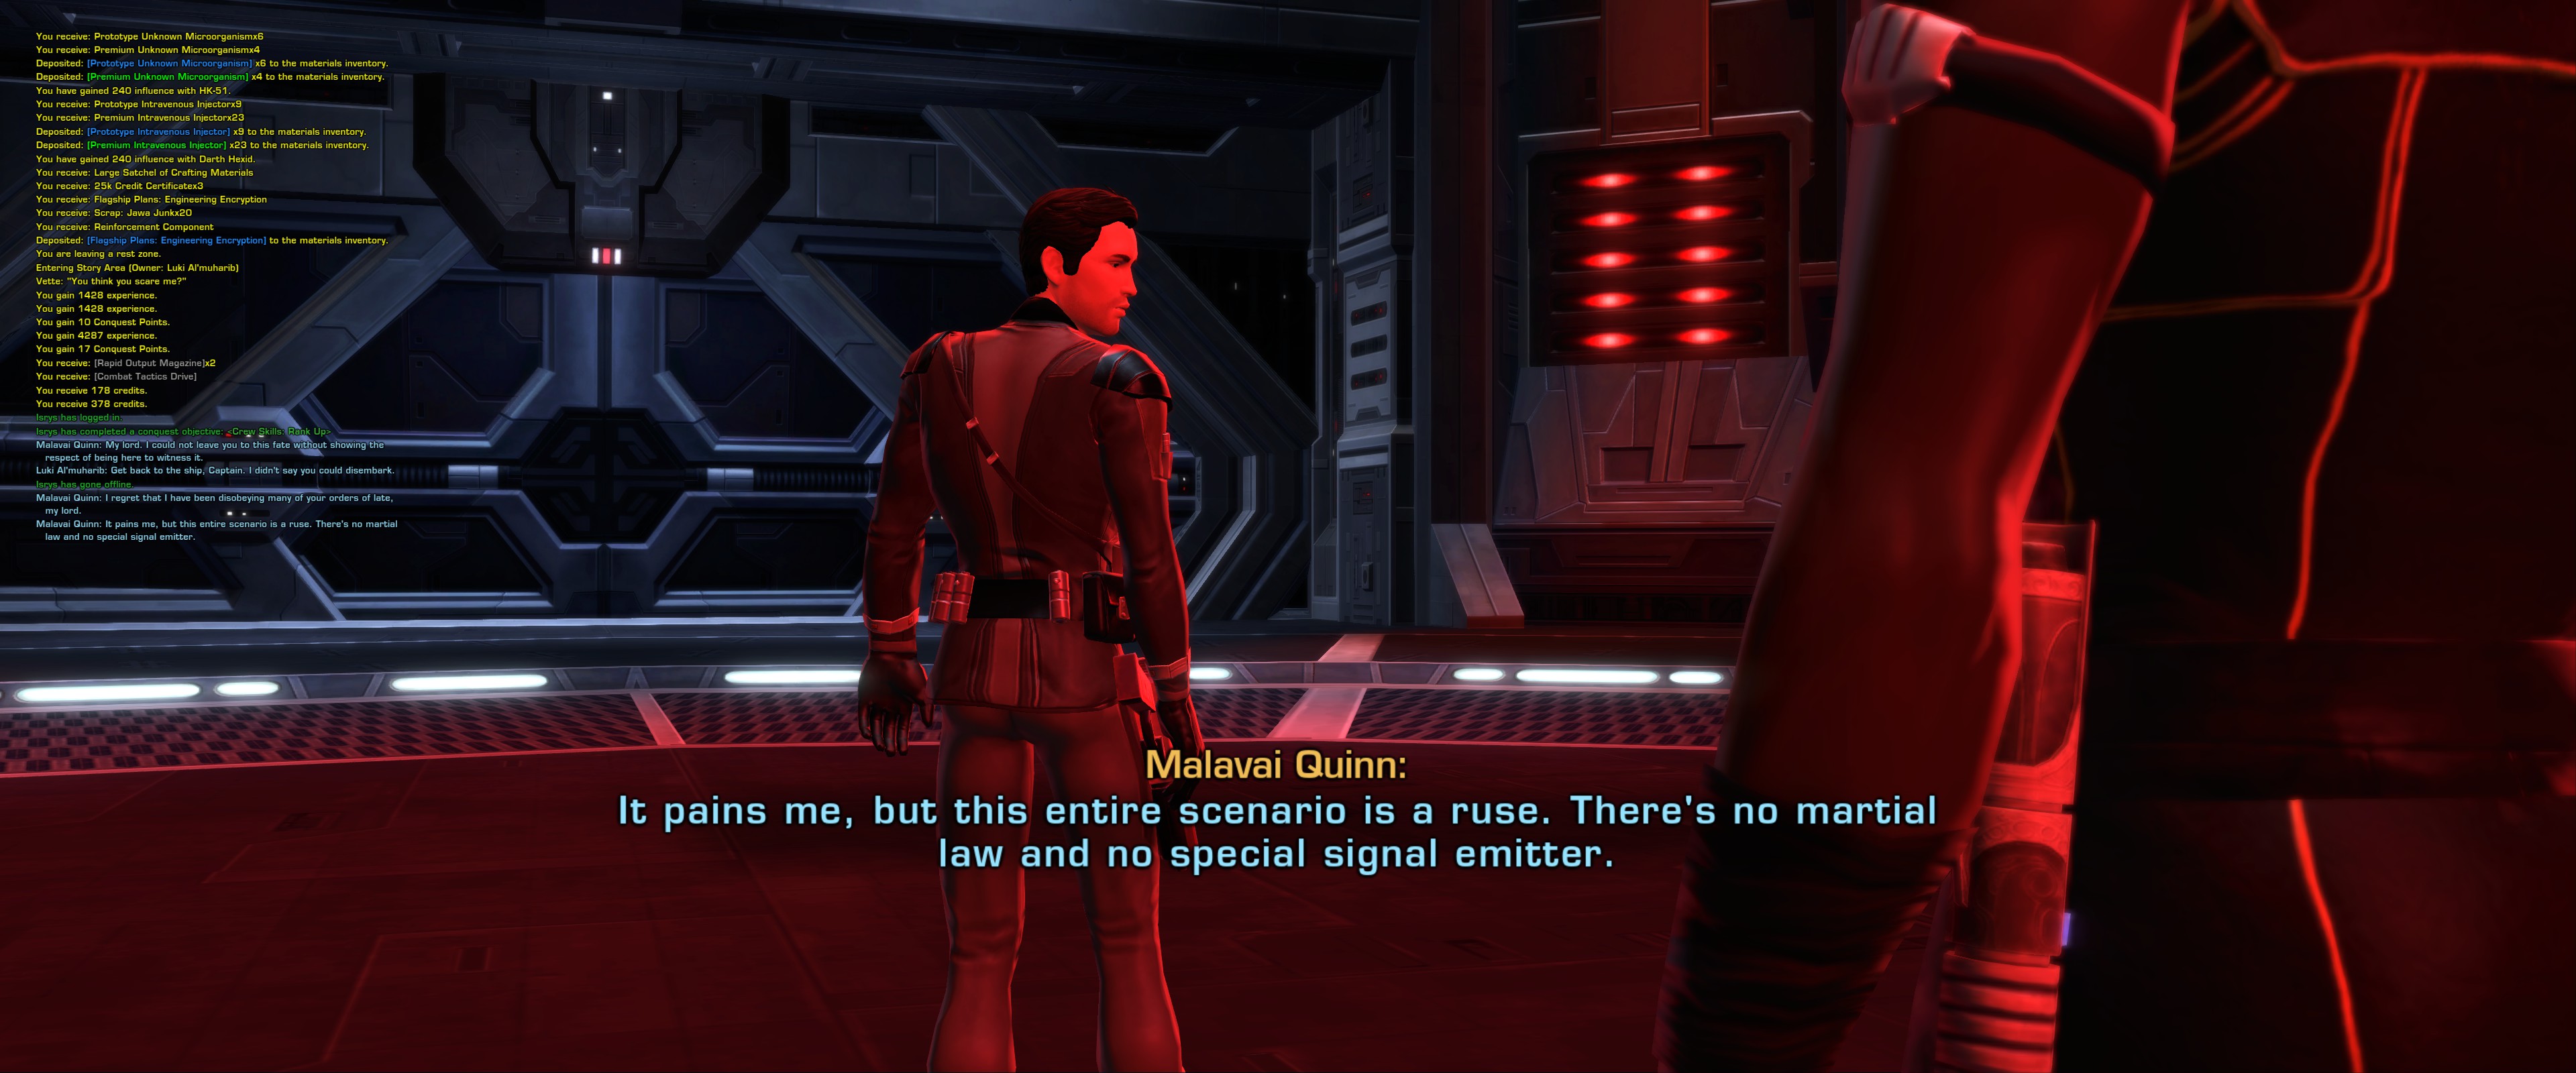 You receive: Prototype Unknown Microorganismx6
You receive: Premium Unknown Microorganismx4
Deposited: [Prototype Unknown Microorganism] x6 to the materials inventory.
Deposited: [Premium Unknown Microorganism] x4 to the materials inventory.
You have gained 240 influence with HK-51.
You receive: Prototype Intravenous Injectorx9
You receive: Premium Intravenous Injectorx23
Deposited: [Prototype Intravenous Injector] x9 to the materials inventory.
Deposited: [Premium Intravenous Injector] x23 to the materials inventory.
You have gained 240 influence with Darth Hexid.
You receive: Large Satchel of Crafting Materials
You receive: 25k Credit Certificatex3
You receive: Flagship Plans: Engineering Encryption
You receive: Scrap: Jawa Junkx20
You receive: Reinforcement Component
Deposited: [Flagship Plans: Engineering Encryption] to the materials inventory.
You are leaving a rest zone.
Entering Story Area (Owner: Luki Al'muharib)
Vette: "You think you scare me?"
You gain 1428 experience.
You gain 1428 experience.
You gain 10 Conquest Points.
You gain 4287 experience.
You gain 17 Conquest Points.
You receive: [Rapid Output Magazine]x2
You receive: [Combat Tactics Drive]
You receive 178 credits.
You receive 378 credits.
Isrys has logged in.
Isrys has completed a conquest objective: <Crew Skills: Rank Up>
Malavai Quinn: My lord. I could not leave you to this fate without showing the
respect of being here to witness it.
Luki Al'muharib: Get back to the ship, Captain. I didn't say you could disembark.
Isrys has gone offline.
Malavai Quinn: I regret that I have been disobeying many of your orders of late,
my lord.
Malavai Quinn: It pains me, but this entire scenario is a ruse. There's no martial
law and no special signal emitter.
Malavai Quinn:
It pains me, but this entire scenario is a ruse. There's no martial
law and no special signal emitter.